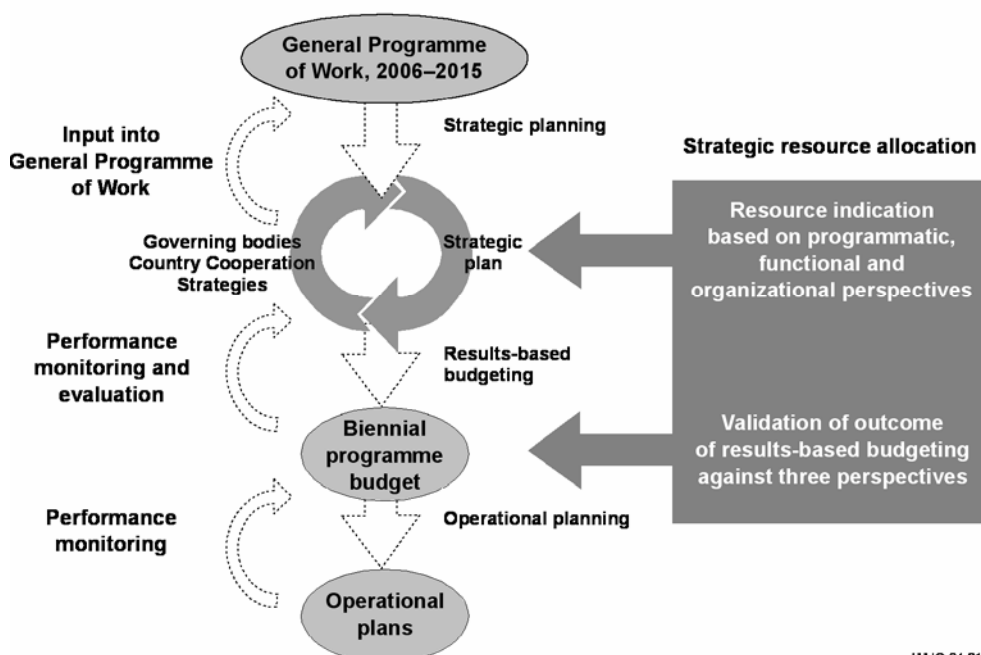 General Programme
of Work, 2006–2015
Strategic planning
Input into
General Programme
of Work
Strategic resource allocation
Resource indication
based on programmatic,
functional and
organizational perspectives
Governing bodies
Country Cooperation
Strategies
Strategic
plan
Performance
monitoring and
evaluation
Results-based
budgeting
Biennial
programme
budget
Validation of outcome
of results-based budgeting
against three perspectives
Performance
monitoring
Operational planning
Operational
plans